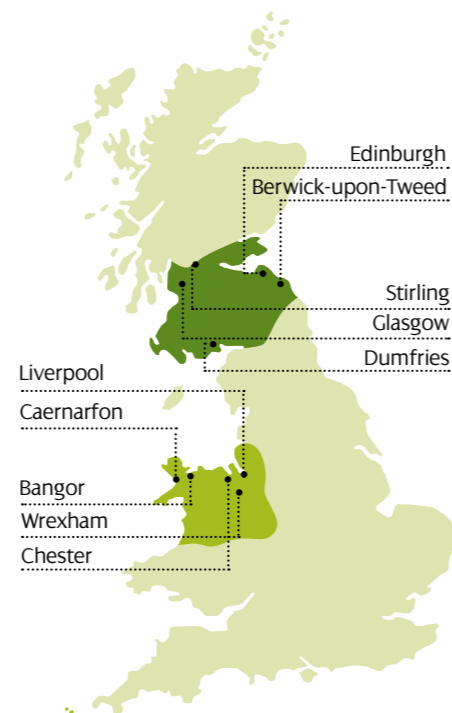 Edinburgh
Berwick-upon-Tweed
Stirling
Glasgow
Dumfries
Liverpool
Caernarfon
Bangor
Wrexham
Chester